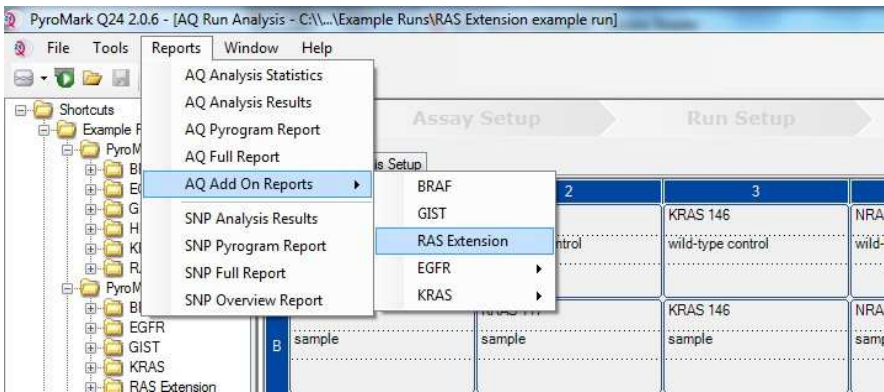 PyroMark Q24 2.0.6 - [AQ Run Analysis - C:\\...\Example Runs\RAS Extension example run]
File Tools Reports Window Help
AQ Analysis Statistics
AQ Analysis Results
AQ Pyrogram Report
AQ Full Report
AQ Add On Reports
SNP Analysis Results
SNP Pyrogram Report
SNP Full Report
SNP Overview Report
BRAF
GIST
RAS Extension
EGFR
KRAS
Shortcuts
Example
EGFR
GIST
KRAS
RAS Extension
Assay Setup Run Setup
Setup
2 3
KRAS 146
wild-type control
KRAS 146
B sample sample sample